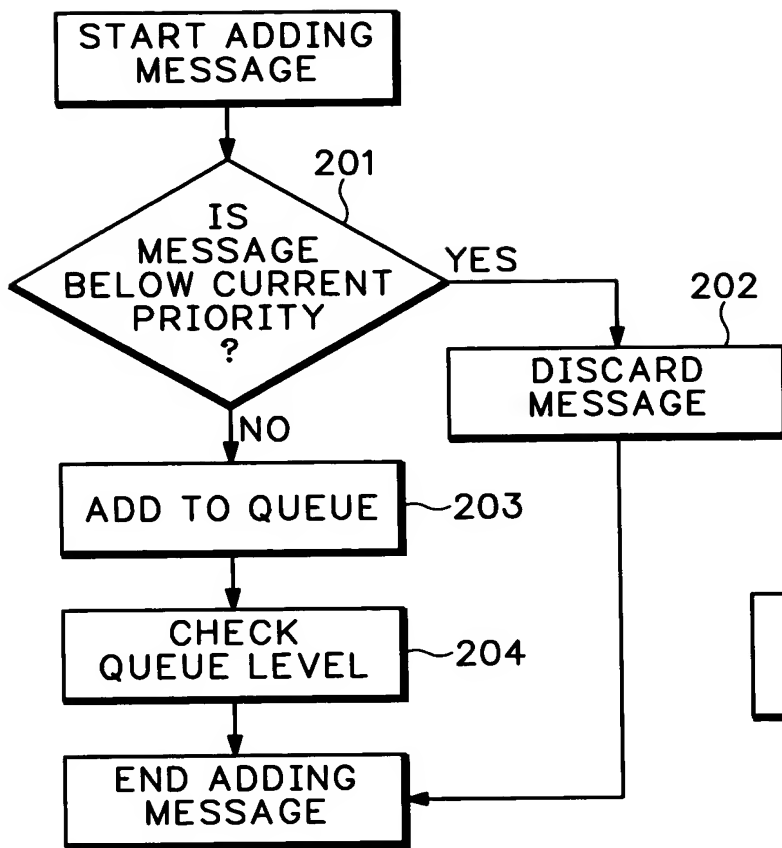 START ADDING
MESSAGE
201
IS
MESSAGE
BELOW CURRENT
PRIORITY
?
YES
202
DISCARD
MESSAGE
NO
ADD TO QUEUE
203
CHECK
QUEUE LEVEL
204
END ADDING
MESSAGE